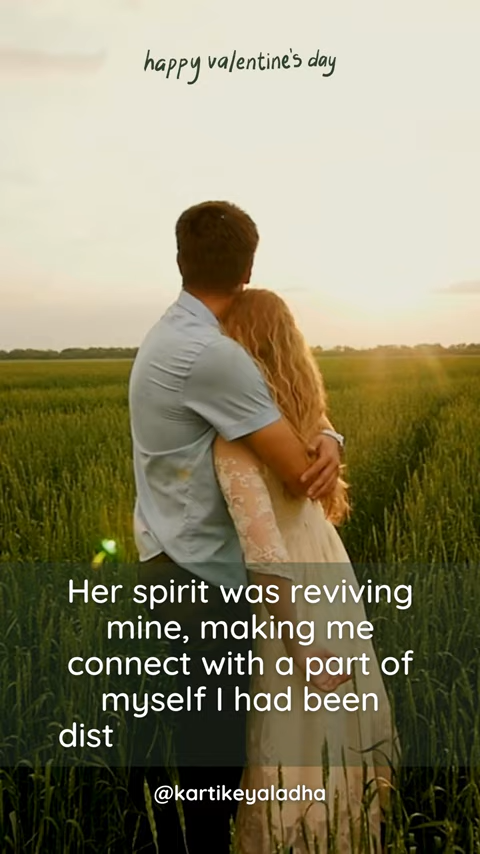 happy valentine's day
Her spirit was reviving
mine, making me
connect with a part of
myself I had been
dist
@kartikeyaladha